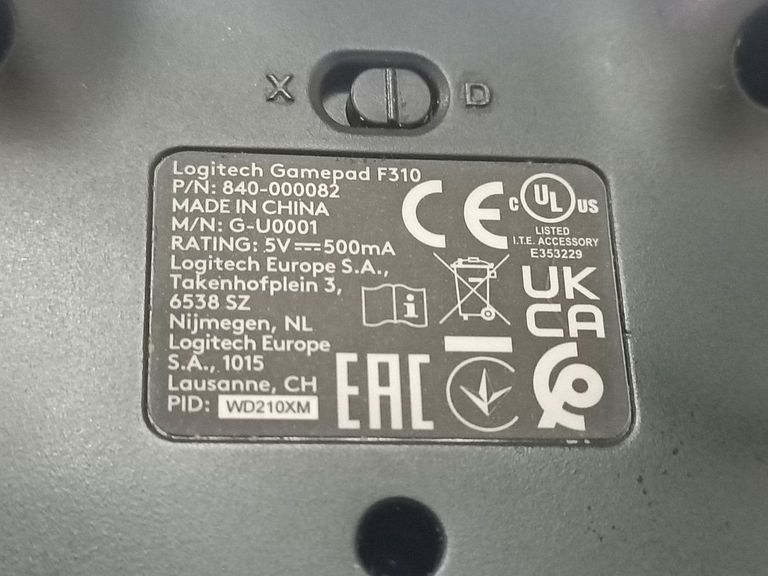 X D
Logitech Gamepad F310
P/N: 840-000082
MADE IN CHINA
M/N: G-U0001
RATING: 5V⎓500mA
Logitech Europe S.A.,
Takenhofplein 3,
6538 SZ
Nijmegen, NL
Logitech Europe
S.A., 1015
Lausanne, CH
PID: WD210XM
CE
C UL US
LISTED
I.T.E. ACCESSORY
E353229
i
UK
CA
EAC